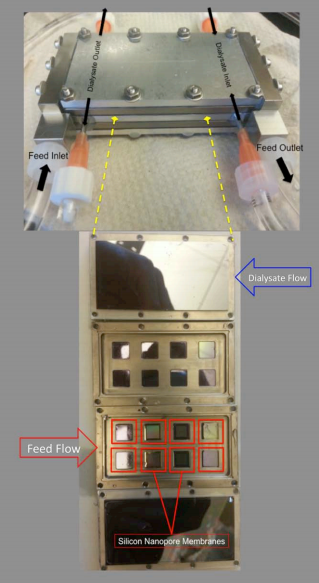 Dialysate Outlet
Dialysate Inlet
Feed Inlet
Feed Outlet
Dialysate Flow
Feed Flow
Silicon Nanopore Membranes